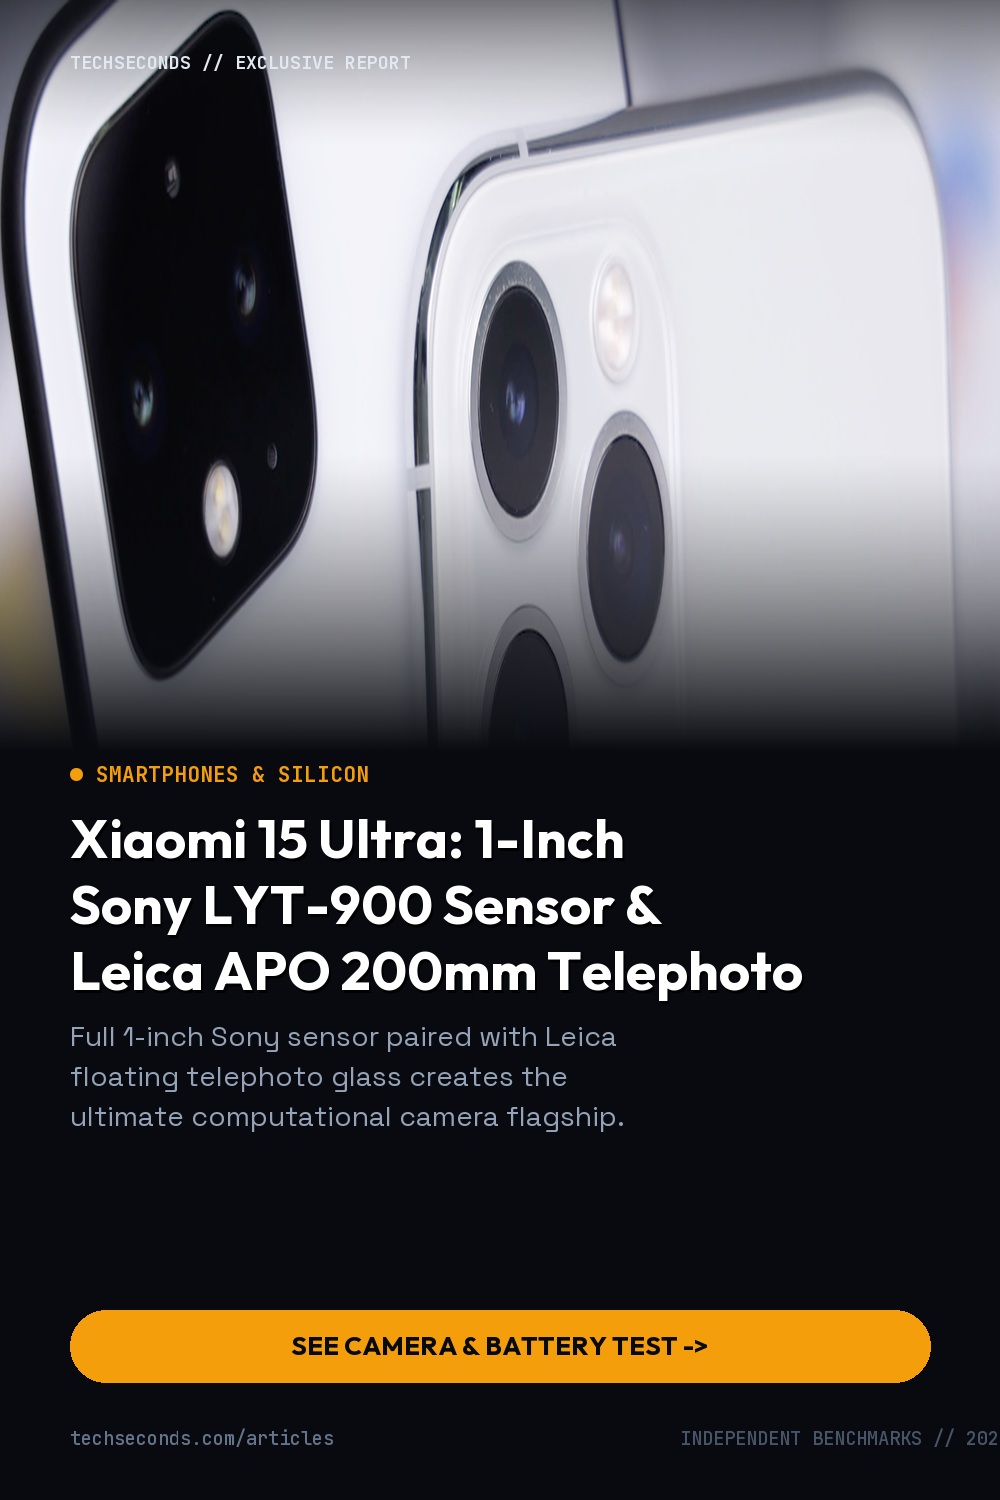 TECHSECONDS // EXCLUSIVE REPORT
SMARTPHONES & SILICON
Xiaomi 15 Ultra: 1-Inch
Sony LYT-900 Sensor &
Leica APO 200mm Telephoto
Full 1-inch Sony sensor paired with Leica
floating telephoto glass creates the
ultimate computational camera flagship.
SEE CAMERA & BATTERY TEST ->
techseconds.com/articles
INDEPENDENT BENCHMARKS // 202